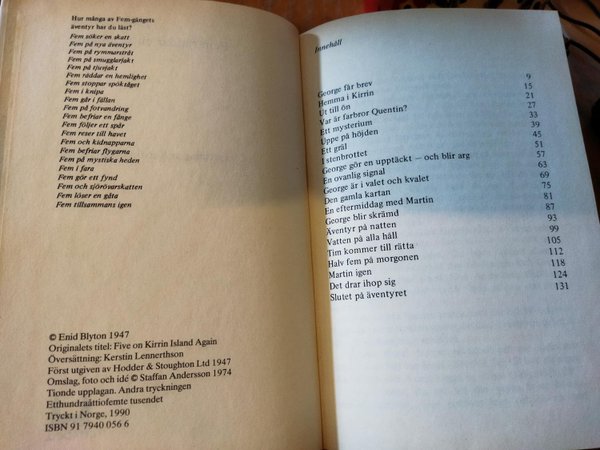 Hur många av Fem-gängets
äventyr har du läst?
Fem söker en skatt
Fem på nya äventyr
Fem på rymmarstråt
Fem på smugglarjakt
Fem på tjuvjakt
Fem räddar en hemlighet
Fem stoppar spöktåget
Fem i knipa
Fem går i fällan
Fem på fotvandring
Fem befriar en fånge
Fem följer ett spår
Fem reser till havet
Fem och kidnapparna
Fem befriar flygarna
Fem på mystiska heden
Fem i fara
Fem gör ett fynd
Fem och sjörövarskatten
Fem löser en gåta
Fem tillsammans igen
© Enid Blyton 1947
Originalets titel: Five on Kirrin Island Again
Översättning: Kerstin Lennerthson
Först utgiven av Hodder & Stoughton Ltd 1947
Omslag, foto och idé © Staffan Andersson 1974
Tionde upplagan. Andra tryckningen
Etthundraåttiofemte tusendet
Tryckt i Norge, 1990
ISBN 91 7940 056 6
Innehåll
George får brev 9
Hemma i Kirrin 15
Ut till ön 21
Var är farbror Quentin? 27
Ett mysterium 33
Uppe på höjden 39
Ett gräl 45
I stenbrottet 51
George gör en upptäckt – och blir arg 57
En ovanlig signal 63
George är i valet och kvalet 69
Den gamla kartan 75
En eftermiddag med Martin 81
George blir skrämd 87
Äventyr på natten 93
Vatten på alla håll 99
Tim kommer till rätta 105
Halv fem på morgonen 112
Martin igen 118
Det drar ihop sig 124
Slutet på äventyret 131